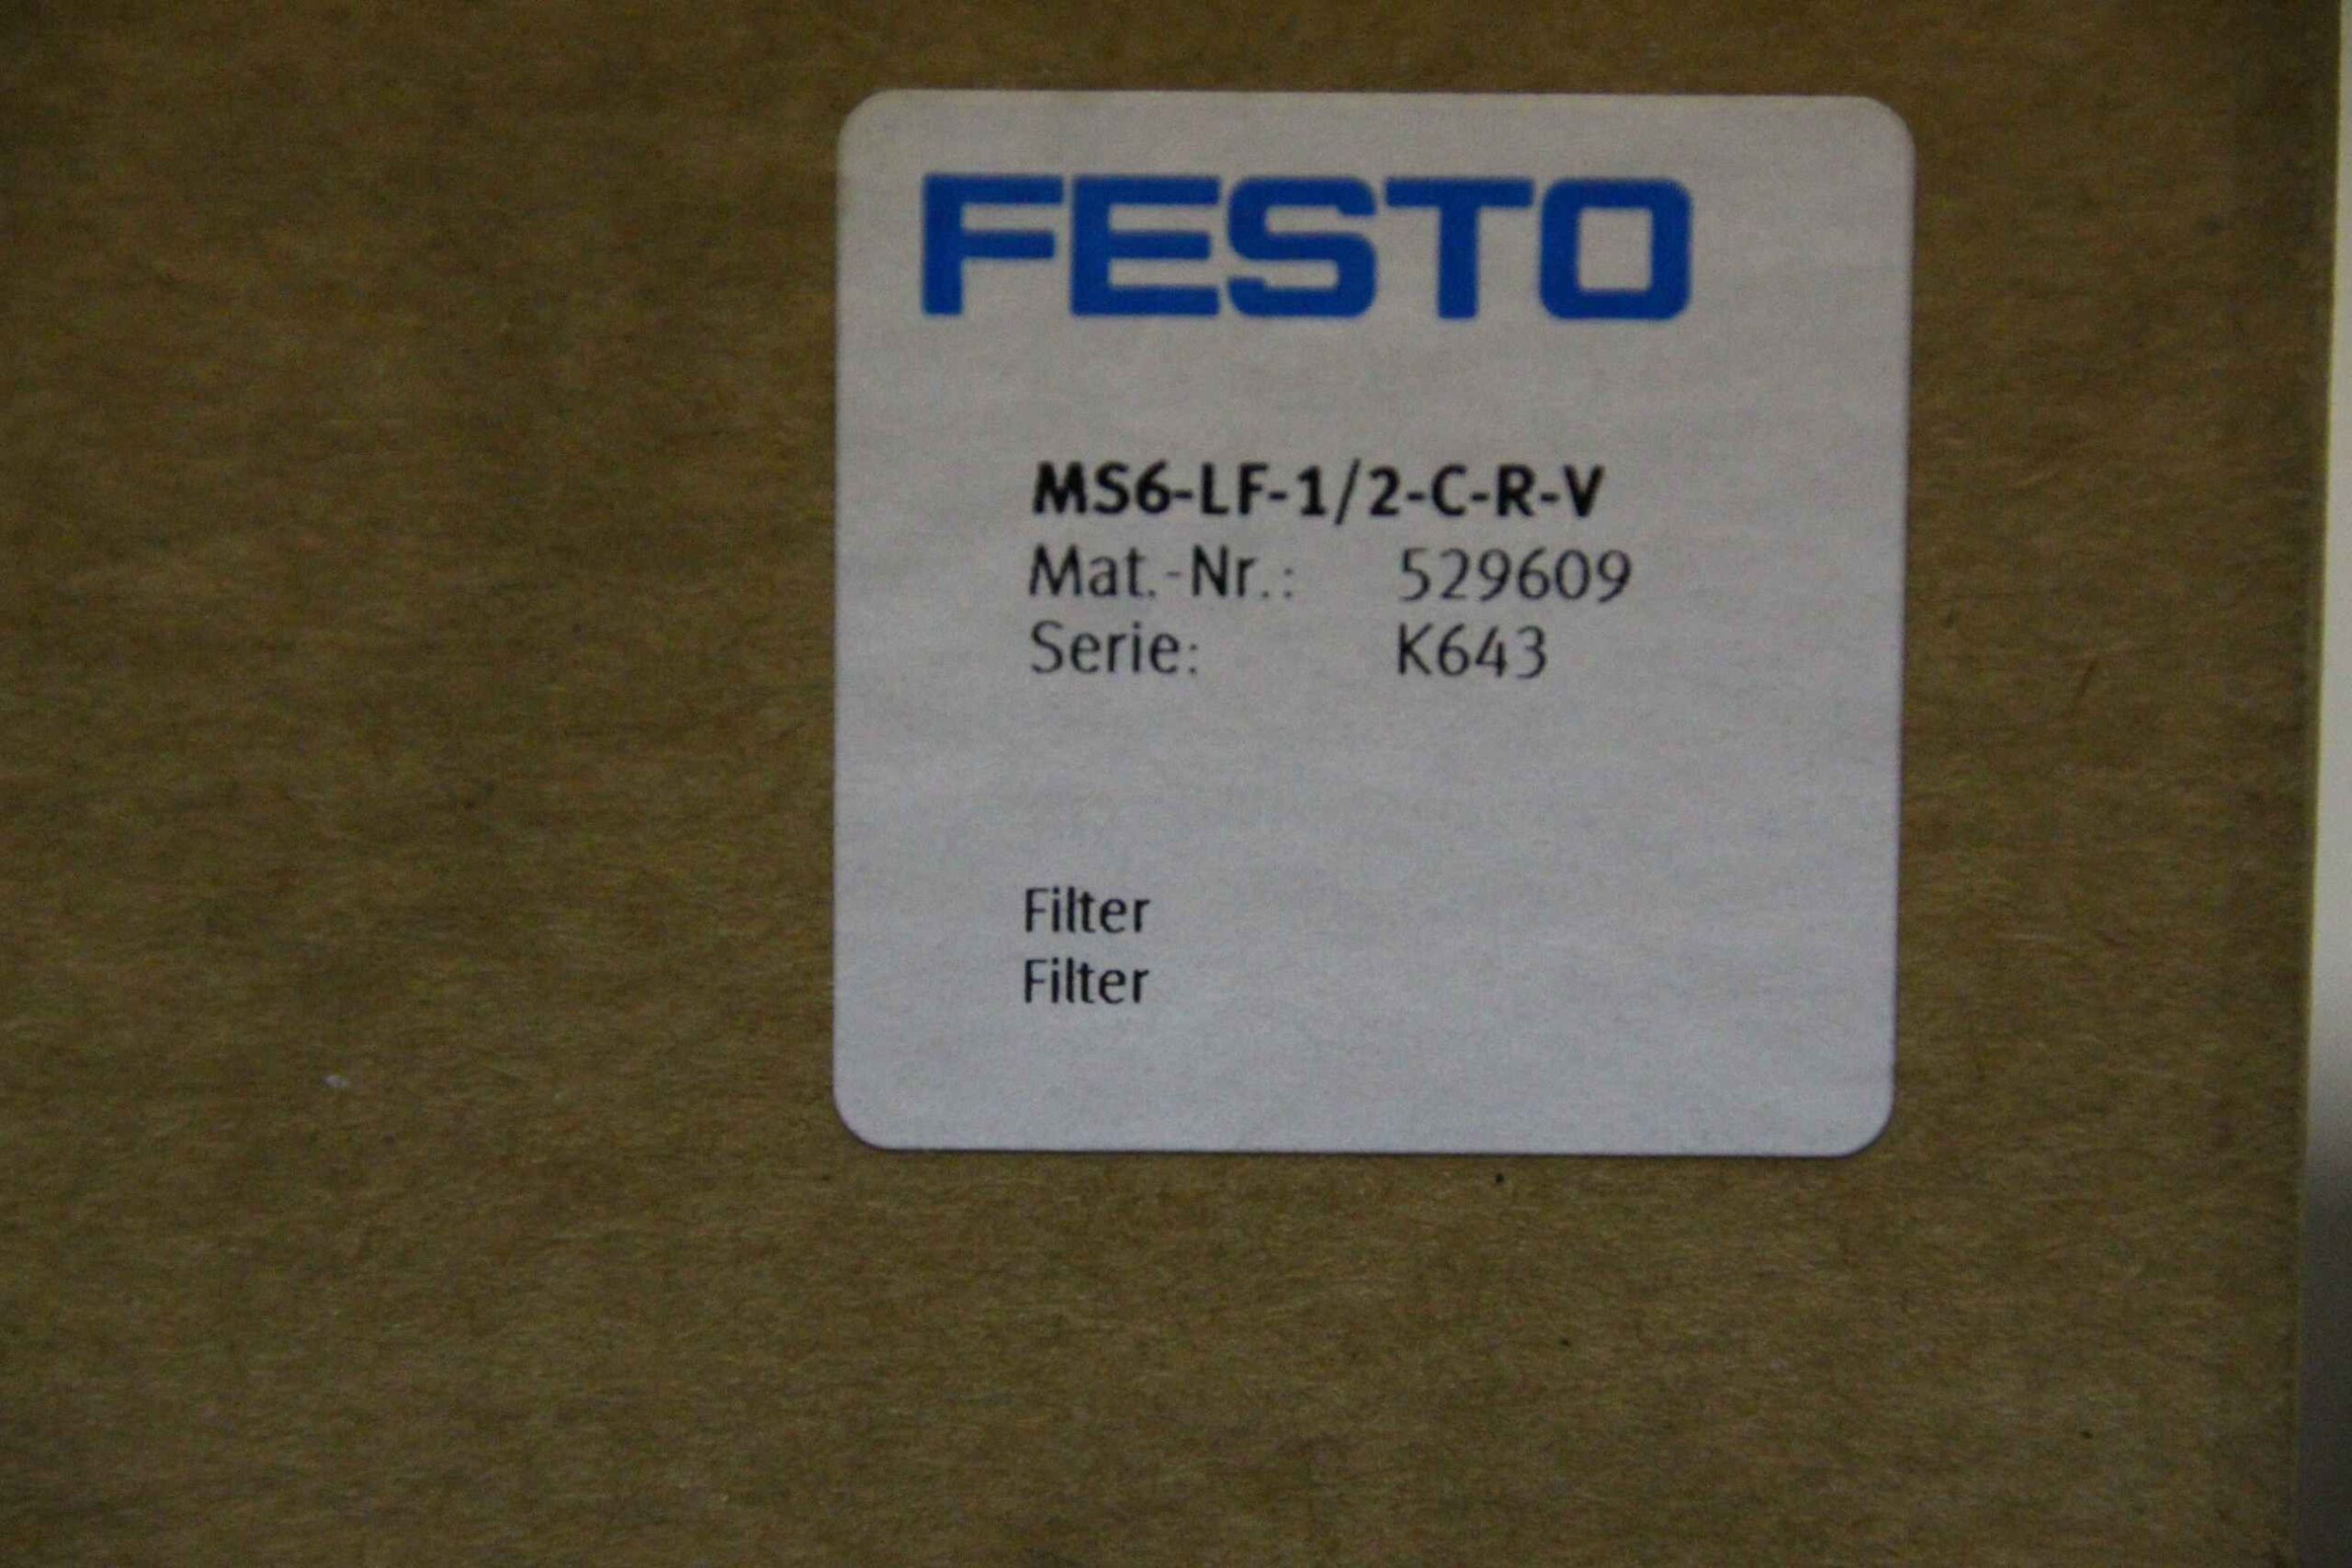 FESTO
MS6-LF-1/2-C-R-V
Mat.-Nr.: 529609
Serie: K643
Filter
Filter